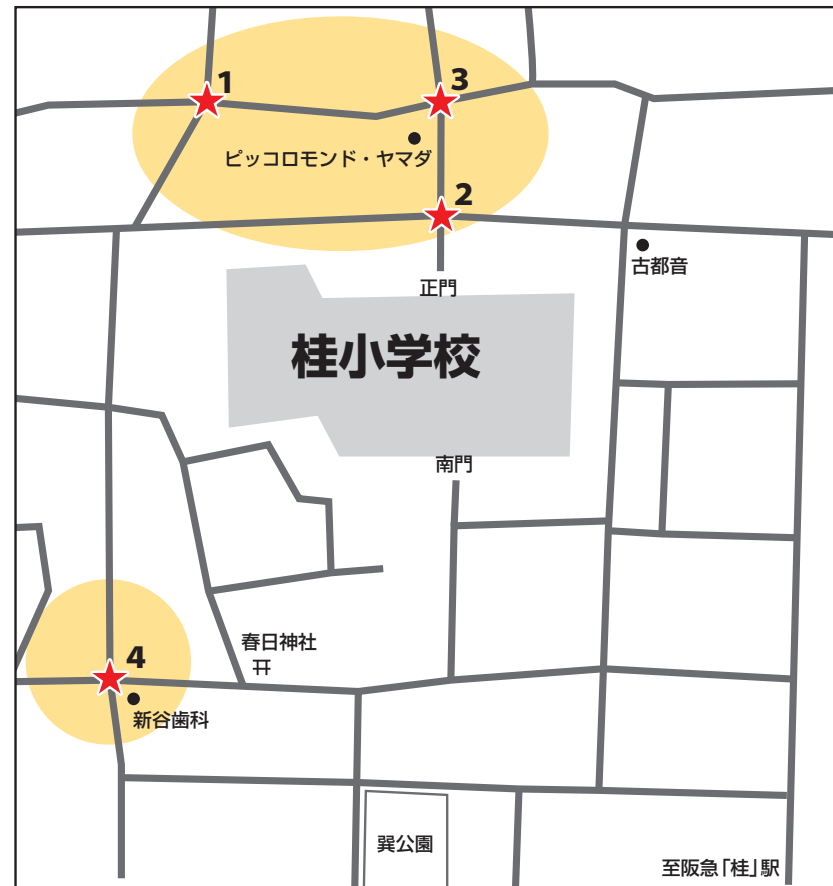 1
3
ピッコロモンド・ヤマダ
2
古都音
正門
桂小学校
南門
春日神社
4
新谷歯科
巽公園
至阪急「桂」駅